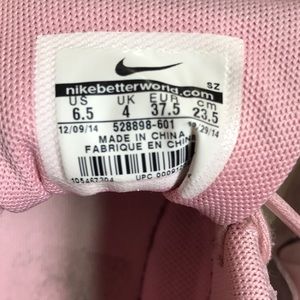 nikebetterworld.com
SZ
US UK EUR cm
6.5 4 37.5 23.5
12/09/14 528898-601 /29/14
MADE IN CHINA
FABRIQUE EN CHINE
UPC